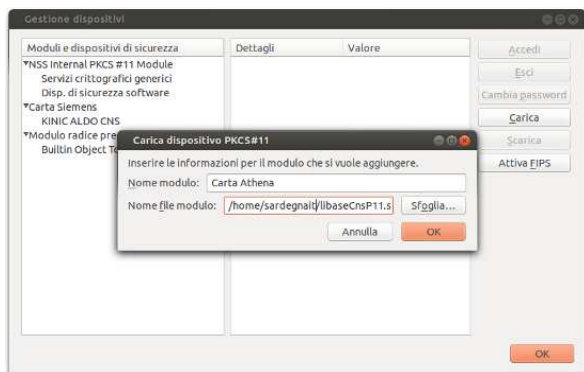 Gestione dispositivi
Moduli e dispositivi di sicurezza
Dettagli
Valore
NSS Internal PKCS #11 Module
Servizi crittografici generici
Disp. di sicurezza software
Carta Siemens
KINIC ALDO CNS
Modulo radice pre
Builtin Object To
Accedi
Esci
Cambia password
Carica
Scarica
Attiva FIPS
Carica dispositivo PKCS#11
Inserire le informazioni per il modulo che si vuole aggiungere.
Nome modulo: Carta Athena
Nome file modulo: /home/sardegnait/libaseCnsP11.s Sfoglia...
Annulla OK
OK